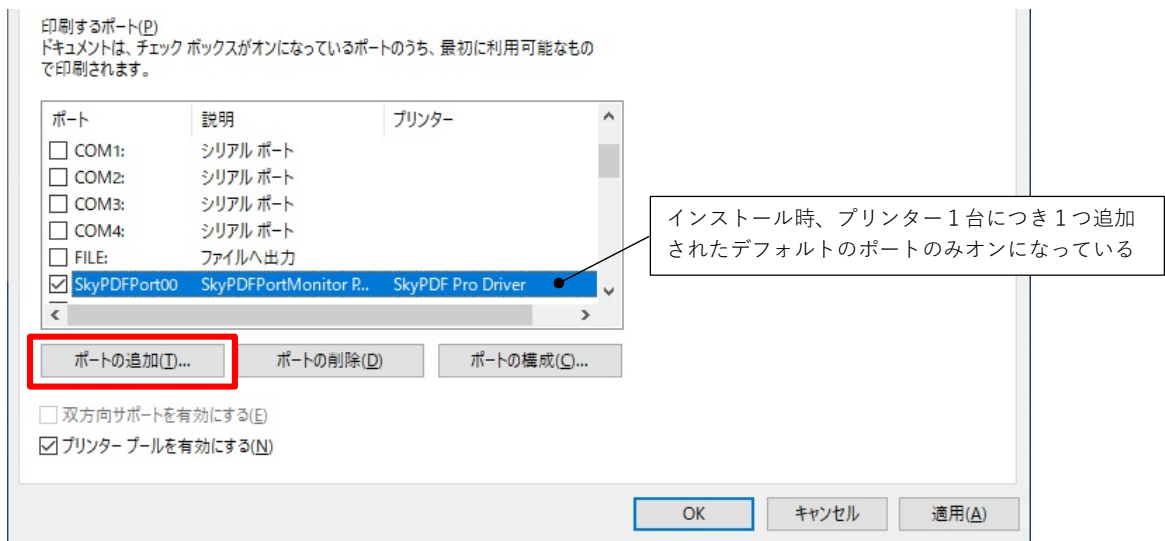 印刷するポート(P)
ドキュメントは、チェック ボックスがオンになっているポートのうち、最初に利用可能なもの
で印刷されます。
ポート 説明 プリンター
COM1: シリアル ポート
COM2: シリアル ポート
COM3: シリアル ポート
COM4: シリアル ポート
FILE: ファイルへ出力
SkyPDFPort00 SkyPDFPortMonitor P... SkyPDF Pro Driver
インストール時、プリンター１台につき１つ追加
されたデフォルトのポートのみオンになっている
ポートの追加(T)... ポートの削除(D) ポートの構成(C)...
双方向サポートを有効にする(E)
プリンター プールを有効にする(N)
OK キャンセル 適用(A)